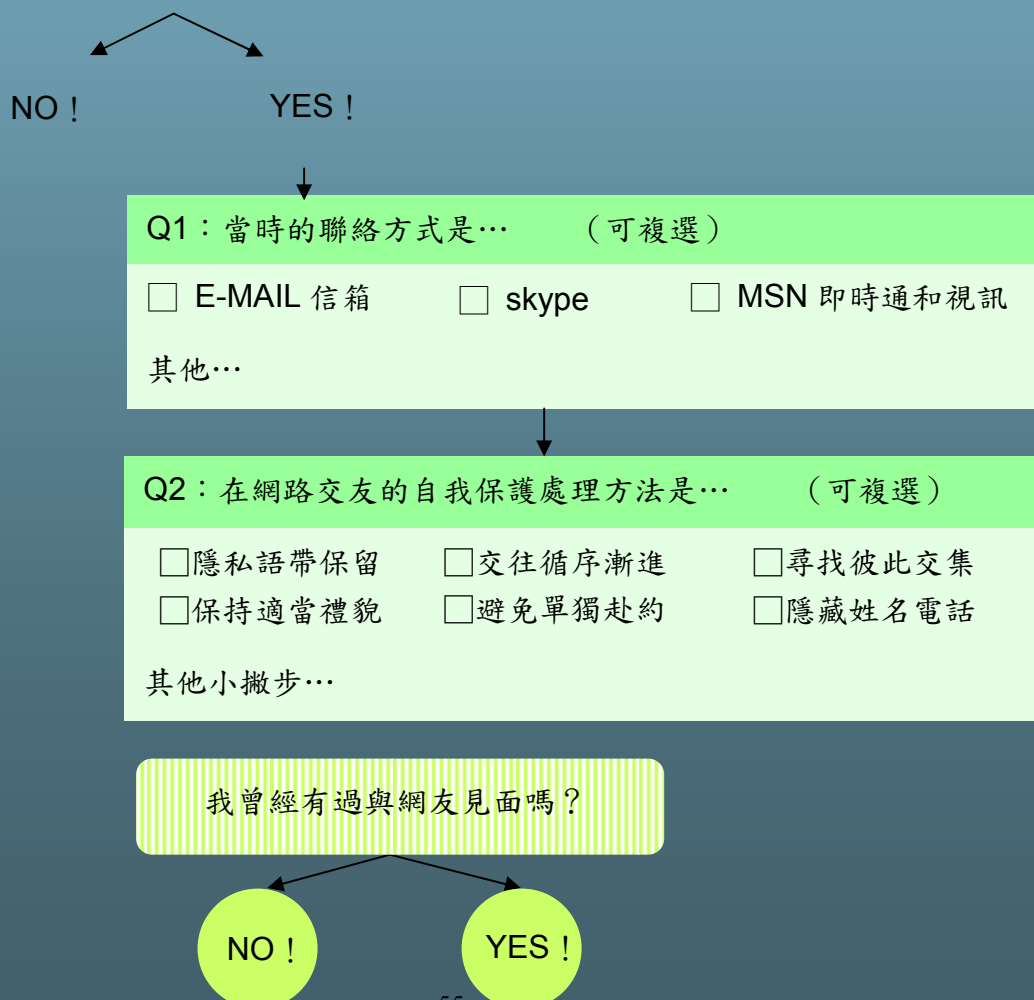 NO！ YES！
Q1：當時的聯絡方式是… （可複選）
□ E-MAIL 信箱 □ skype □ MSN 即時通和視訊
其他…
Q2：在網路交友的自我保護處理方法是… （可複選）
□隱私語帶保留 □交往循序漸進 □尋找彼此交集
□保持適當禮貌 □避免單獨赴約 □隱藏姓名電話
其他小撇步…
我曾經有過與網友見面嗎？
NO！ YES！